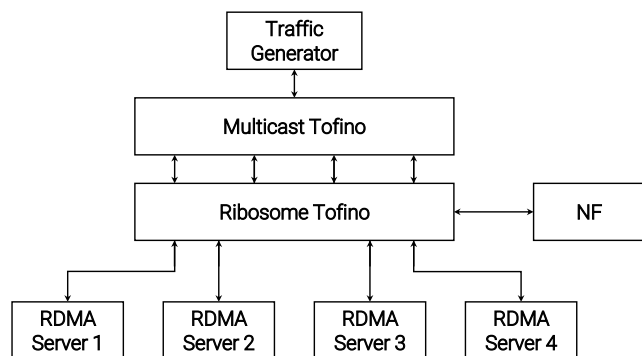 Traffic
Generator
Multicast Tofino
Ribosome Tofino
NF
RDMA
Server 1
RDMA
Server 2
RDMA
Server 3
RDMA
Server 4